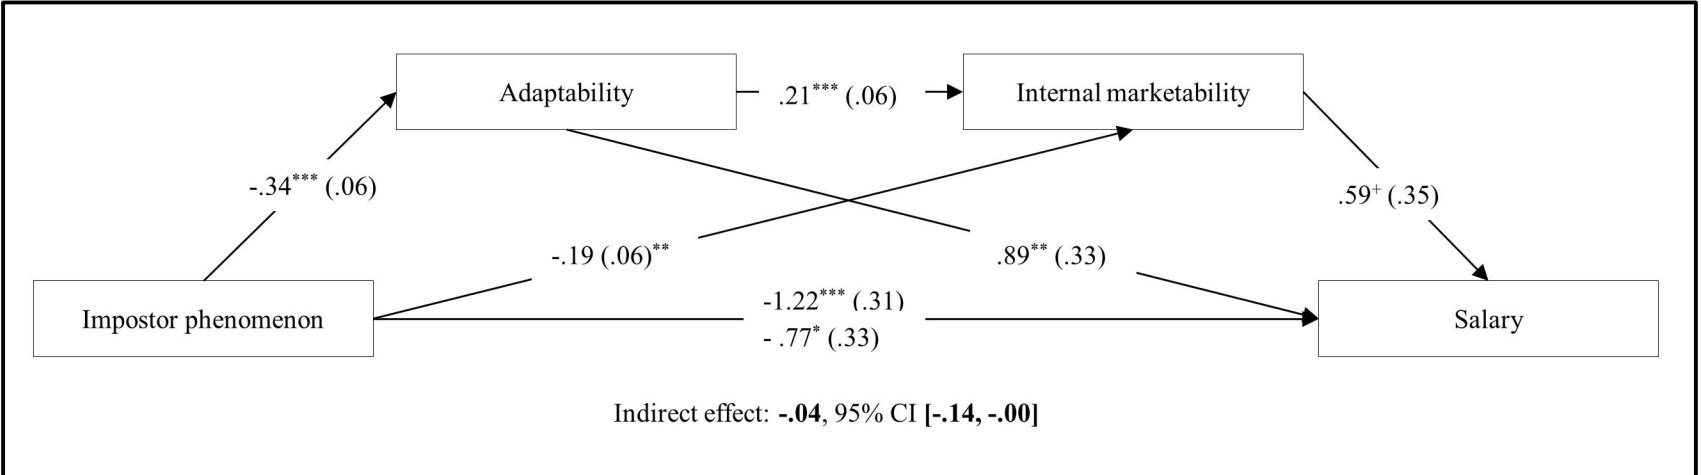 Adaptability
.21*** (.06)
Internal marketability
-.34*** (.06)
.59+ (.35)
-.19 (.06)**
.89** (.33)
-1.22*** (.31)
Impostor phenomenon
Salary
- .77* (.33)
Indirect effect: -.04, 95% CI [-.14, -.00]